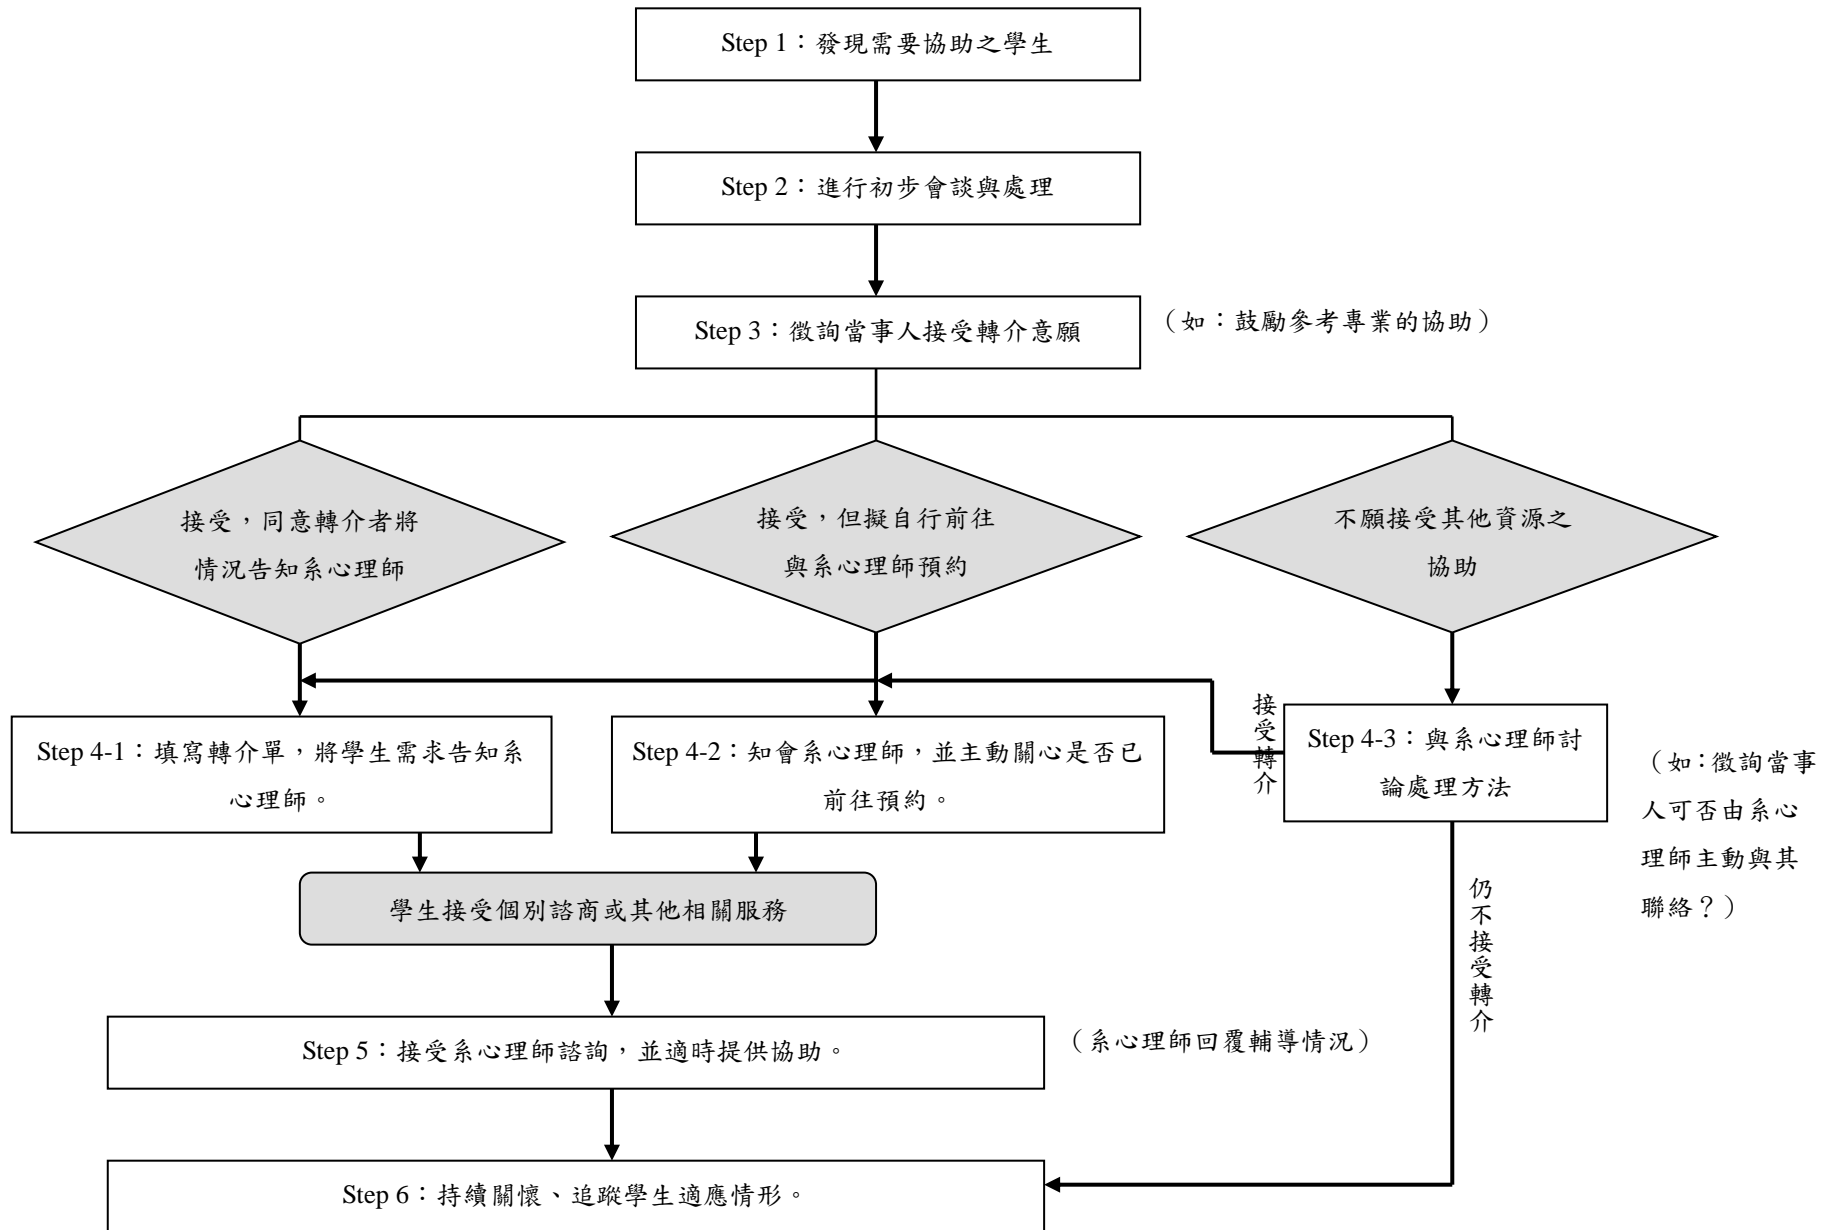 Step 1：發現需要協助之學生
Step 2：進行初步會談與處理
Step 3：徵詢當事人接受轉介意願
（如：鼓勵參考專業的協助）
接受，同意轉介者將
情況告知系心理師
接受，但擬自行前往
與系心理師預約
不願接受其他資源之
協助
Step 4-1：填寫轉介單，將學生需求告知系
心理師。
Step 4-2：知會系心理師，並主動關心是否已
前往預約。
接受轉介
Step 4-3：與系心理師討
論處理方法
（如：徵詢當事
人可否由系心
理師主動與其
聯絡？）
仍不接受轉介
學生接受個別諮商或其他相關服務
Step 5：接受系心理師諮詢，並適時提供協助。
（系心理師回覆輔導情況）
Step 6：持續關懷、追蹤學生適應情形。